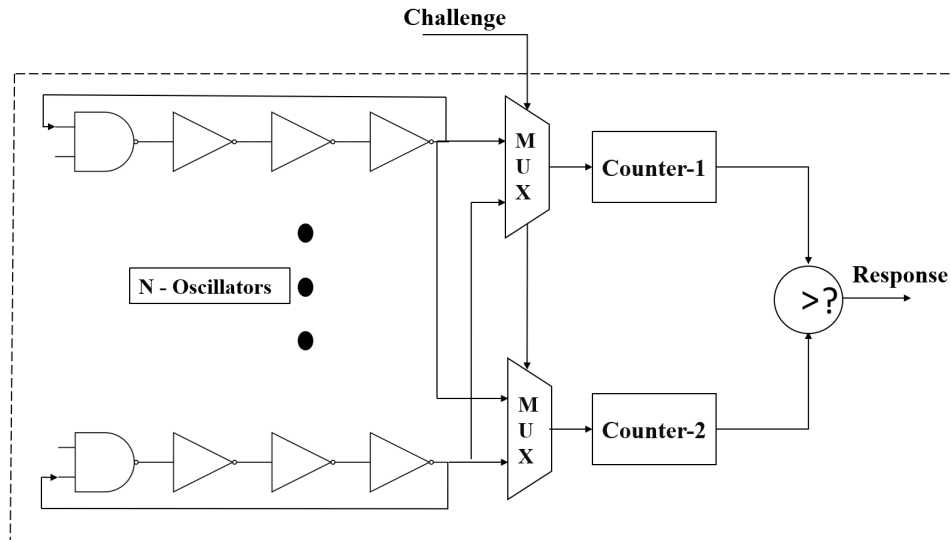 Challenge
M
U
X
Counter-1
N - Oscillators
>?
Response
M
U
X
Counter-2